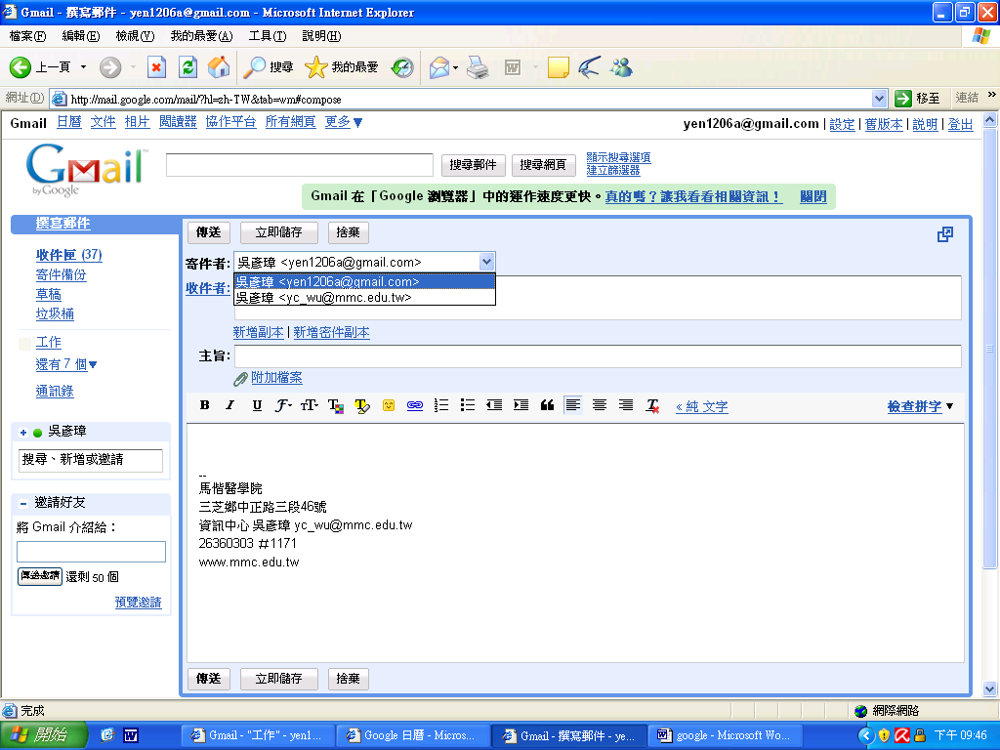 Gmail - 撰寫郵件 - yen1206a@gmail.com - Microsoft Internet Explorer
檔案(F) 編輯(E) 檢視(V) 我的最愛(A) 工具(T) 說明(H)
上一頁 搜尋 我的最愛
網址(D) http://mail.google.com/mail/?hl=zh-TW&tab=wm#compose 移至 連結 »
Gmail 日曆 文件 相片 閱讀器 協作平台 所有網頁 更多▼ yen1206a@gmail.com | 設定 | 舊版本 | 說明 | 登出
Gmail™ 搜尋郵件 搜尋網頁 顯示搜尋選項
by Google 建立篩選器
Gmail 在「Google 瀏覽器」中的運作速度更快。真的嗎？讓我看看相關資訊！ 關閉
撰寫郵件
收件匣 (37)
寄件備份
草稿
垃圾桶
工作
還有 7 個▼
通訊錄
吳彥璋
搜尋、新增或邀請
邀請好友
將 Gmail 介紹給：
傳送邀請 還剩 50 個
預覽邀請
傳送 立即儲存 捨棄
寄件者: 吳彥璋 <yen1206a@gmail.com>
吳彥璋 <yen1206a@gmail.com>
吳彥璋 <yc_wu@mmc.edu.tw>
收件者:
新增副本 | 新增密件副本
主旨:
附加檔案
B I U « 純文字 檢查拼字 ▼
--
馬偕醫學院
三芝鄉中正路三段46號
資訊中心 吳彥璋 yc_wu@mmc.edu.tw
26360303 #1171
www.mmc.edu.tw
傳送 立即儲存 捨棄
完成 網際網路
開始 Gmail - "工作" - yen1... Google 日曆 - Micros... Gmail - 撰寫郵件 - ye... google - Microsoft Wo... 下午 09:46